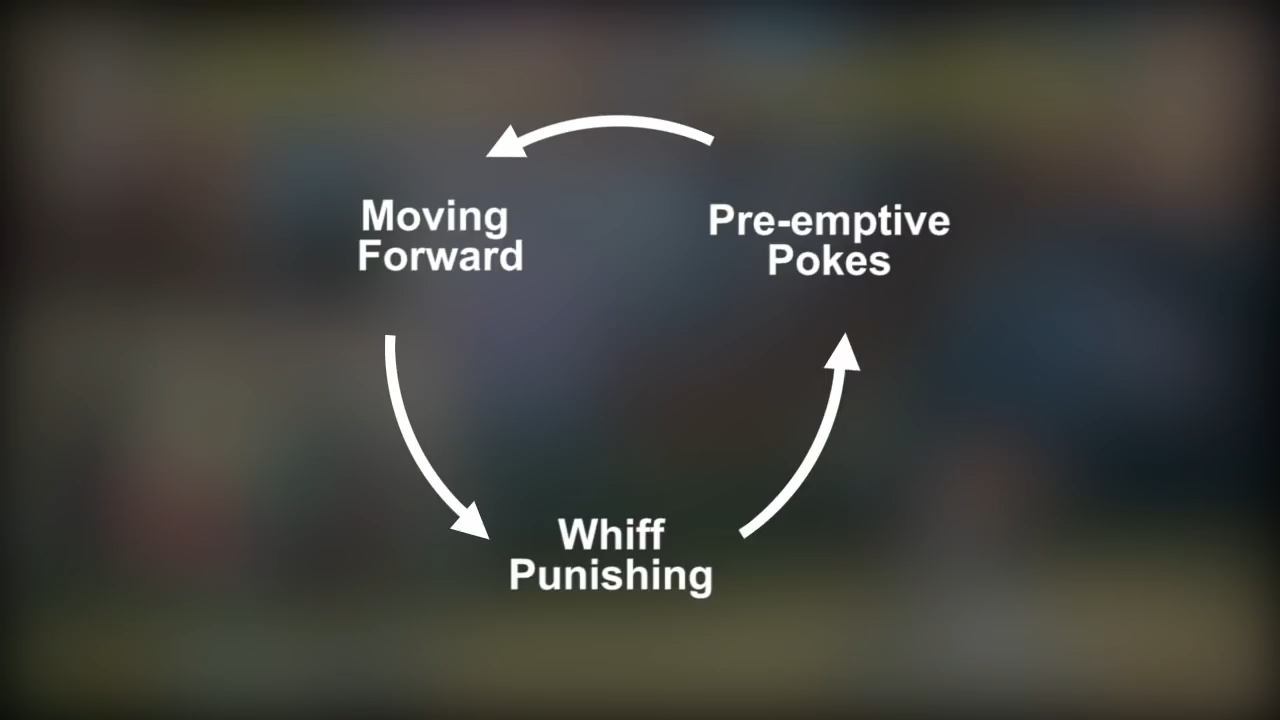 Moving
Forward
Pre-emptive
Pokes
Whiff
Punishing